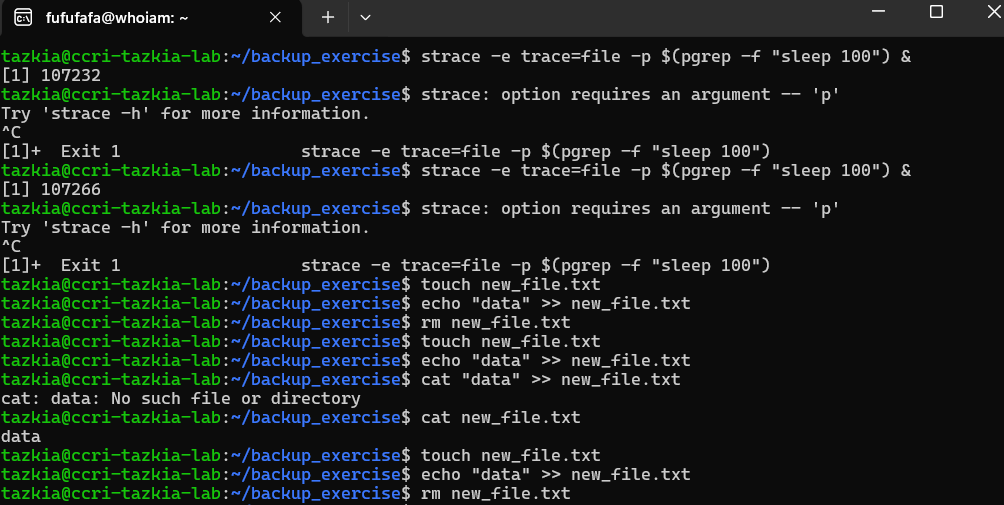 fufufafa@whoiam: ~
tazkia@ccri-tazkia-lab:~/backup_exercise$ strace -e trace=file -p $(pgrep -f "sleep 100") &
[1] 107232
tazkia@ccri-tazkia-lab:~/backup_exercise$ strace: option requires an argument -- 'p'
Try 'strace -h' for more information.
^C
[1]+  Exit 1                  strace -e trace=file -p $(pgrep -f "sleep 100")
tazkia@ccri-tazkia-lab:~/backup_exercise$ strace -e trace=file -p $(pgrep -f "sleep 100") &
[1] 107266
tazkia@ccri-tazkia-lab:~/backup_exercise$ strace: option requires an argument -- 'p'
Try 'strace -h' for more information.
^C
[1]+  Exit 1                  strace -e trace=file -p $(pgrep -f "sleep 100")
tazkia@ccri-tazkia-lab:~/backup_exercise$ touch new_file.txt
tazkia@ccri-tazkia-lab:~/backup_exercise$ echo "data" >> new_file.txt
tazkia@ccri-tazkia-lab:~/backup_exercise$ rm new_file.txt
tazkia@ccri-tazkia-lab:~/backup_exercise$ touch new_file.txt
tazkia@ccri-tazkia-lab:~/backup_exercise$ echo "data" >> new_file.txt
tazkia@ccri-tazkia-lab:~/backup_exercise$ cat "data" >> new_file.txt
cat: data: No such file or directory
tazkia@ccri-tazkia-lab:~/backup_exercise$ cat new_file.txt
data
tazkia@ccri-tazkia-lab:~/backup_exercise$ touch new_file.txt
tazkia@ccri-tazkia-lab:~/backup_exercise$ echo "data" >> new_file.txt
tazkia@ccri-tazkia-lab:~/backup_exercise$ rm new_file.txt